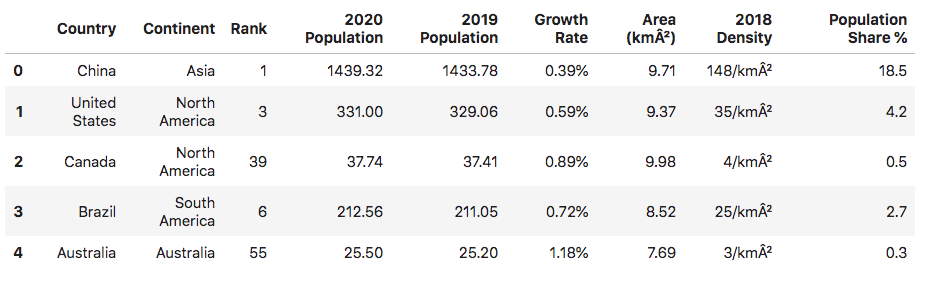 Country Continent Rank 2020 Population 2019 Population Growth Rate Area (kmÂ²) 2018 Density Population Share %
0 China Asia 1 1439.32 1433.78 0.39% 9.71 148/kmÂ² 18.5
1 United States North America 3 331.00 329.06 0.59% 9.37 35/kmÂ² 4.2
2 Canada North America 39 37.74 37.41 0.89% 9.98 4/kmÂ² 0.5
3 Brazil South America 6 212.56 211.05 0.72% 8.52 25/kmÂ² 2.7
4 Australia Australia 55 25.50 25.20 1.18% 7.69 3/kmÂ² 0.3